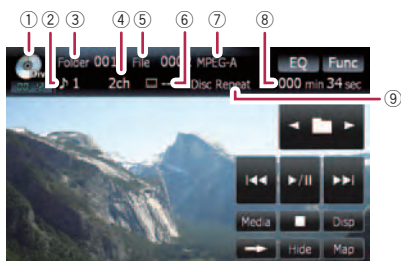 ① ② ③ ④ ⑤ ⑥ ⑦ ⑧
Folder 001 File 0002 MPEG-A EQ Func
1 2ch -- Disc Repeat 000 min 34 sec ⑨
Media Disp
Hide Map